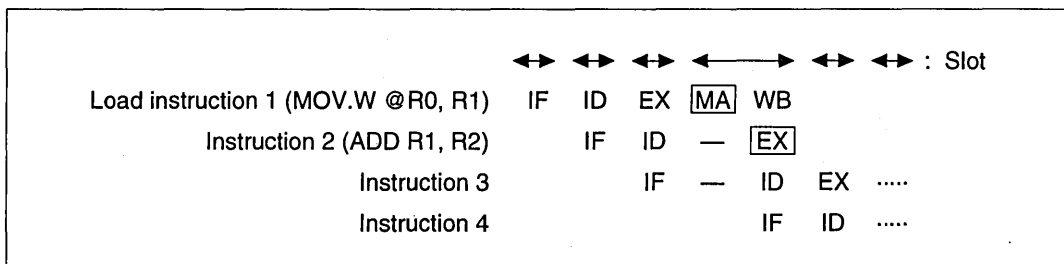 : Slot
Load instruction 1 (MOV.W @R0, R1) IF ID EX MA WB
Instruction 2 (ADD R1, R2) IF ID — EX
Instruction 3 IF — ID EX .....
Instruction 4 IF ID .....